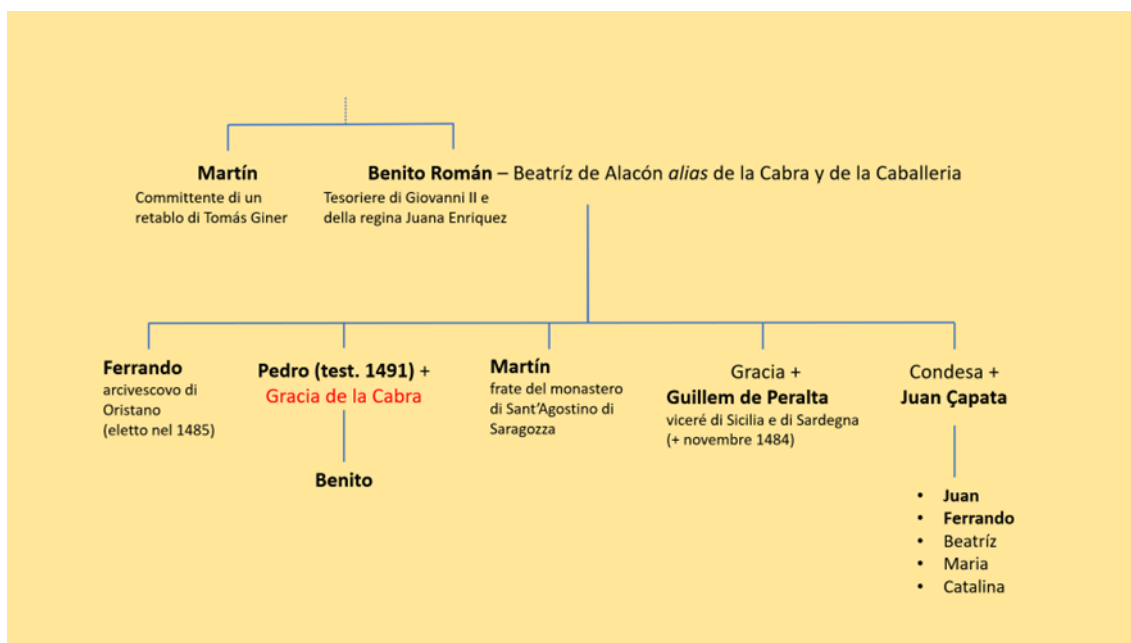 Martín
Committente di un
retablo di Tomás Giner
Benito Román – Beatríz de Alacón alias de la Cabra y de la Caballeria
Tesoriere di Giovanni II e
della regina Juana Enriquez
Ferrando
arcivescovo di
Oristano
(eletto nel 1485)
Pedro (test. 1491) +
Gracia de la Cabra
Benito
Martín
frate del monastero
di Sant'Agostino di
Saragozza
Gracia +
Guillem de Peralta
viceré di Sicilia e di Sardegna
(+ novembre 1484)
Condesa +
Juan Çapata
• Juan
• Ferrando
• Beatríz
• Maria
• Catalina